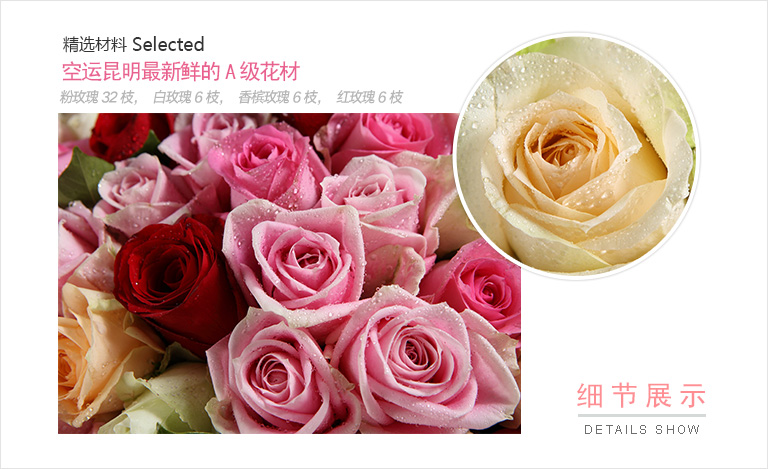 精选材料 Selected
空运昆明最新鲜的 A 级花材
粉玫瑰 32 枝， 白玫瑰 6 枝， 香槟玫瑰 6 枝， 红玫瑰 6 枝
细节展示
DETAILS SHOW